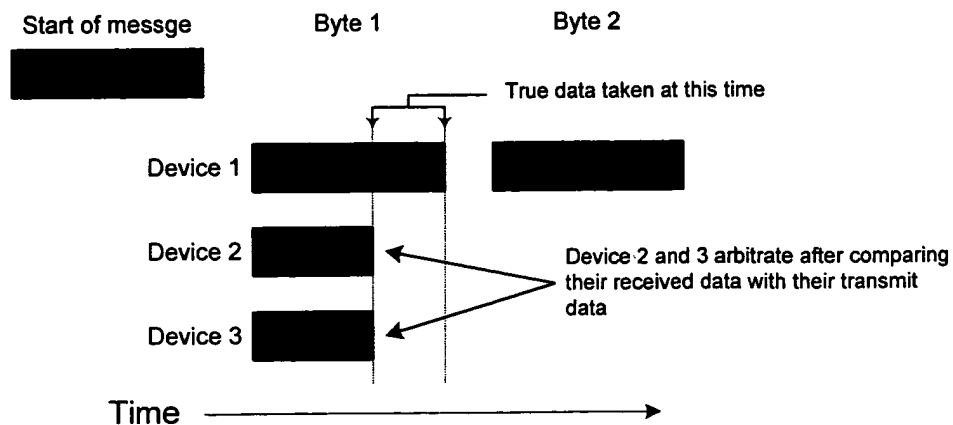 Start of messge
Byte 1
Byte 2
True data taken at this time
Device 1
Device 2
Device 3
Device 2 and 3 arbitrate after comparing
their received data with their transmit
data
Time